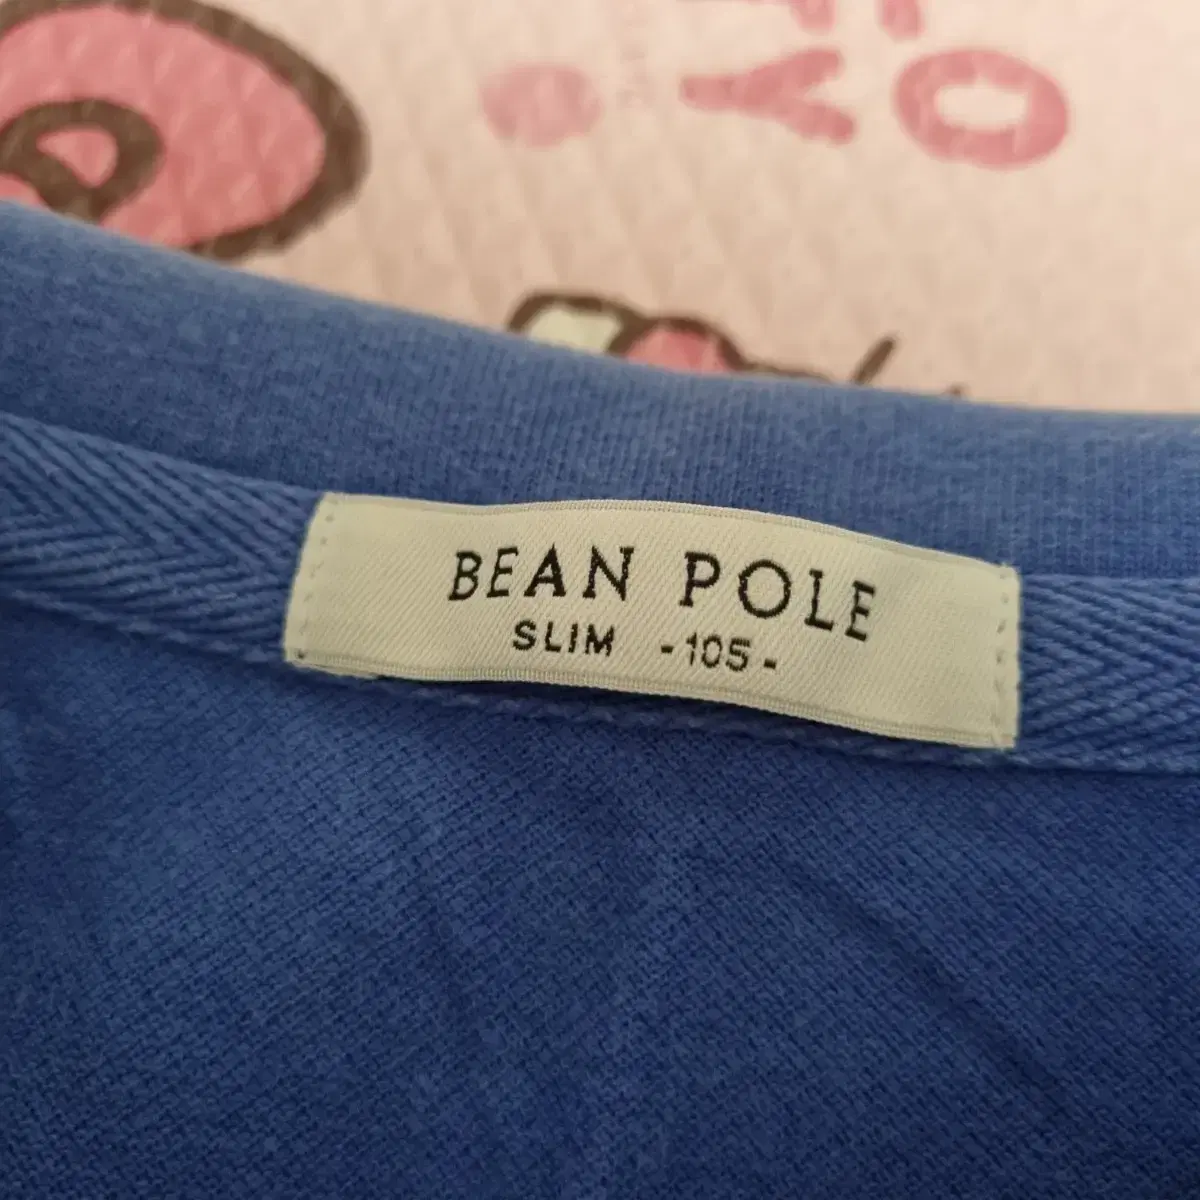 BEAN POLE
SLIM -105-